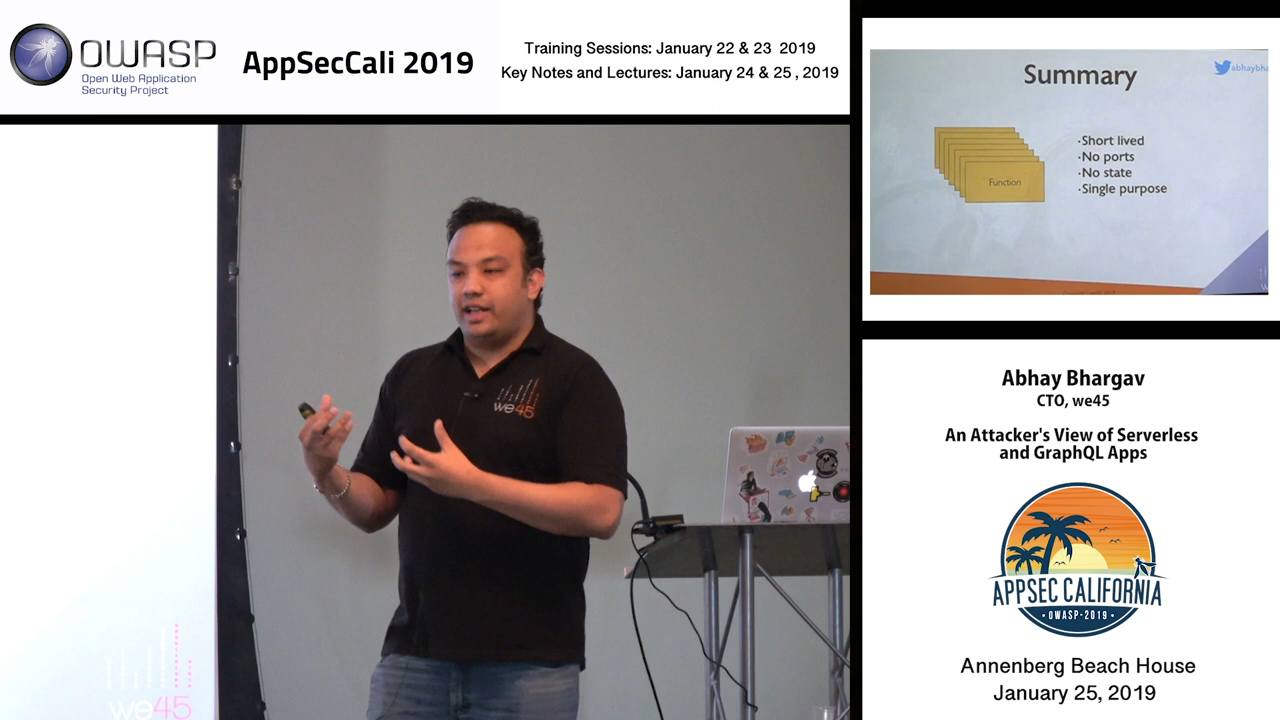 OWASP
Open Web Application
Security Project
AppSecCali 2019
Training Sessions: January 22 & 23 2019
Key Notes and Lectures: January 24 & 25 , 2019
Summary
abhaybha
Function
·Short lived
·No ports
·No state
·Single purpose
we45
we45
Abhay Bhargav
CTO, we45
An Attacker's View of Serverless
and GraphQL Apps
APPSEC CALIFORNIA
·OWASP-2019·
Annenberg Beach House
January 25, 2019